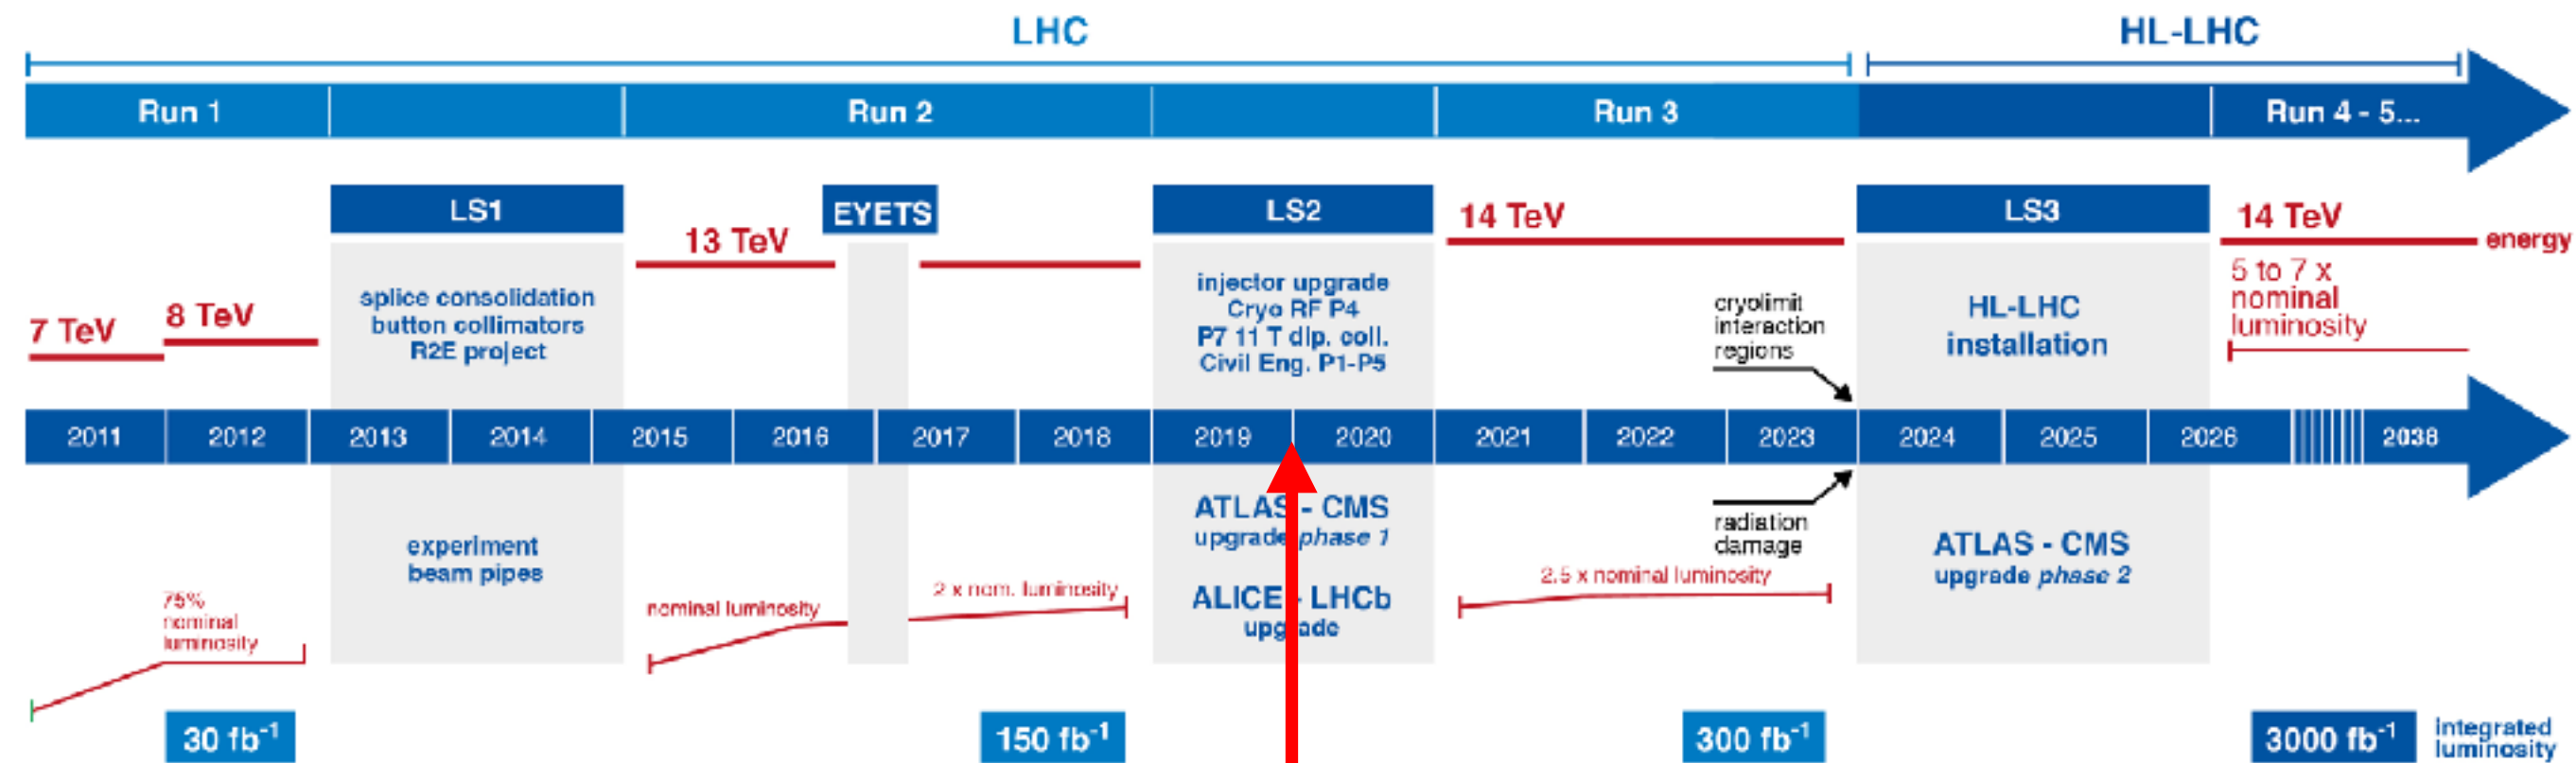 LHC
HL-LHC
Run 1
Run 2
Run 3
Run 4 - 5...
LS1
EYETS
LS2
14 TeV
LS3
14 TeV
energy
13 TeV
splice consolidation
button collimators
R2E project
injector upgrade
Cryo RF P4
P7 11 T dip. coll.
Civil Eng. P1-P5
cryolimit
interaction
regions
HL-LHC
installation
5 to 7 x
nominal
luminosity
7 TeV
8 TeV
2011
2012
2013
2014
2015
2016
2017
2018
2019
2020
2021
2022
2023
2024
2025
2026
2038
experiment
beam pipes
ATLAS - CMS
upgrade phase 1
ALICE - LHCb
upgrade
radiation
damage
ATLAS - CMS
upgrade phase 2
75%
nominal
luminosity
nominal luminosity
2 x nom. luminosity
2.5 x nominal luminosity
30 fb⁻¹
150 fb⁻¹
300 fb⁻¹
3000 fb⁻¹
integrated
luminosity